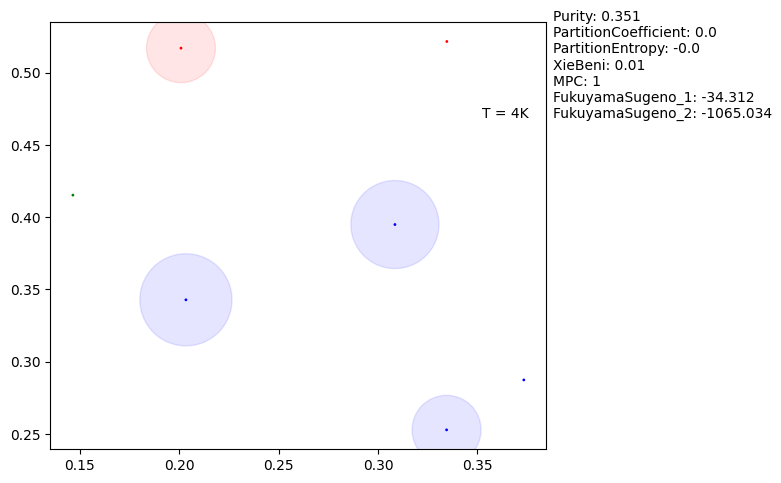 Purity: 0.351
PartitionCoefficient: 0.0
PartitionEntropy: -0.0
XieBeni: 0.01
MPC: 1
FukuyamaSugeno_1: -34.312
FukuyamaSugeno_2: -1065.034
T = 4K
0.50
0.45
0.40
0.35
0.30
0.25
0.15
0.20
0.25
0.30
0.35